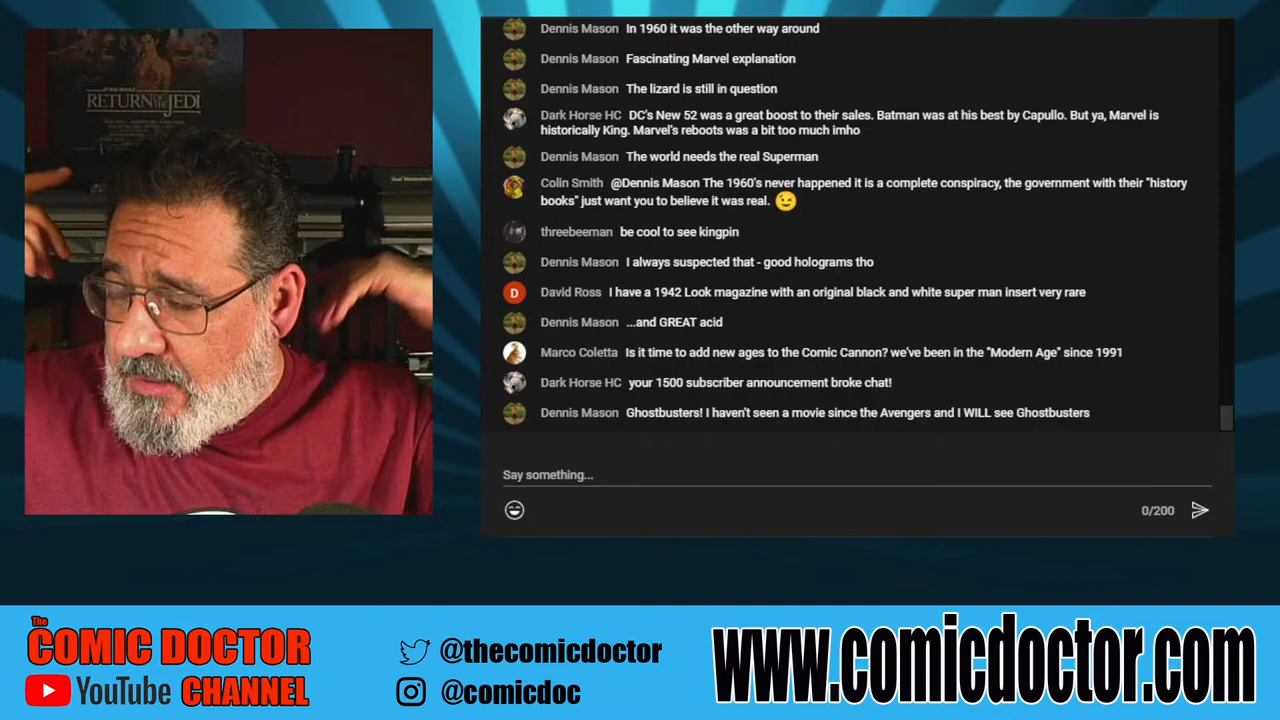 STAR WARS
RETURN OF THE JEDI
Dennis Mason In 1960 it was the other way around
Dennis Mason Fascinating Marvel explanation
Dennis Mason The lizard is still in question
Dark Horse HC DC's New 52 was a great boost to their sales. Batman was at his best by Capullo. But ya, Marvel is
historically King. Marvel's reboots was a bit too much imho
Dennis Mason The world needs the real Superman
Colin Smith @Dennis Mason The 1960's never happened it is a complete conspiracy, the government with their "history
books" just want you to believe it was real. 😉
threebeeman be cool to see kingpin
Dennis Mason I always suspected that - good holograms tho
D David Ross I have a 1942 Look magazine with an original black and white super man insert very rare
Dennis Mason ...and GREAT acid
Marco Coletta Is it time to add new ages to the Comic Cannon? we've been in the "Modern Age" since 1991
Dark Horse HC your 1500 subscriber announcement broke chat!
Dennis Mason Ghostbusters! I haven't seen a movie since the Avengers and I WILL see Ghostbusters
Say something...
0/200
The
COMIC DOCTOR
YouTube CHANNEL
@thecomicdoctor
@comicdoc
www.comicdoctor.com